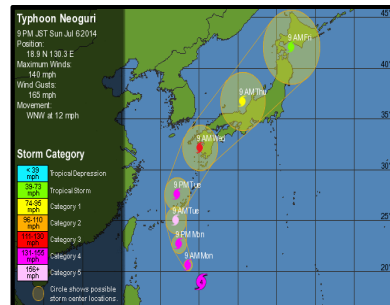 Typhoon Neoguri
9 PM JST Sun Jul 6 2014
Position:
18.9 N 130.3 E
Maximum Winds:
140 mph
Wind Gusts:
165 mph
Movement:
WNW at 12 mph
Storm Category
< 39 mph Tropical Depression
39-73 mph Tropical Storm
74-95 mph Category 1
96-110 mph Category 2
111-130 mph Category 3
131-155 mph Category 4
156+ mph Category 5
Circle shows possible
storm center locations.
9 AM Fri
9 AM Thu
9 AM Wed
9 PM Tue
9 AM Tue
9 PM Mon
9 AM Mon
45°
40°
35°
30°
25°
20°